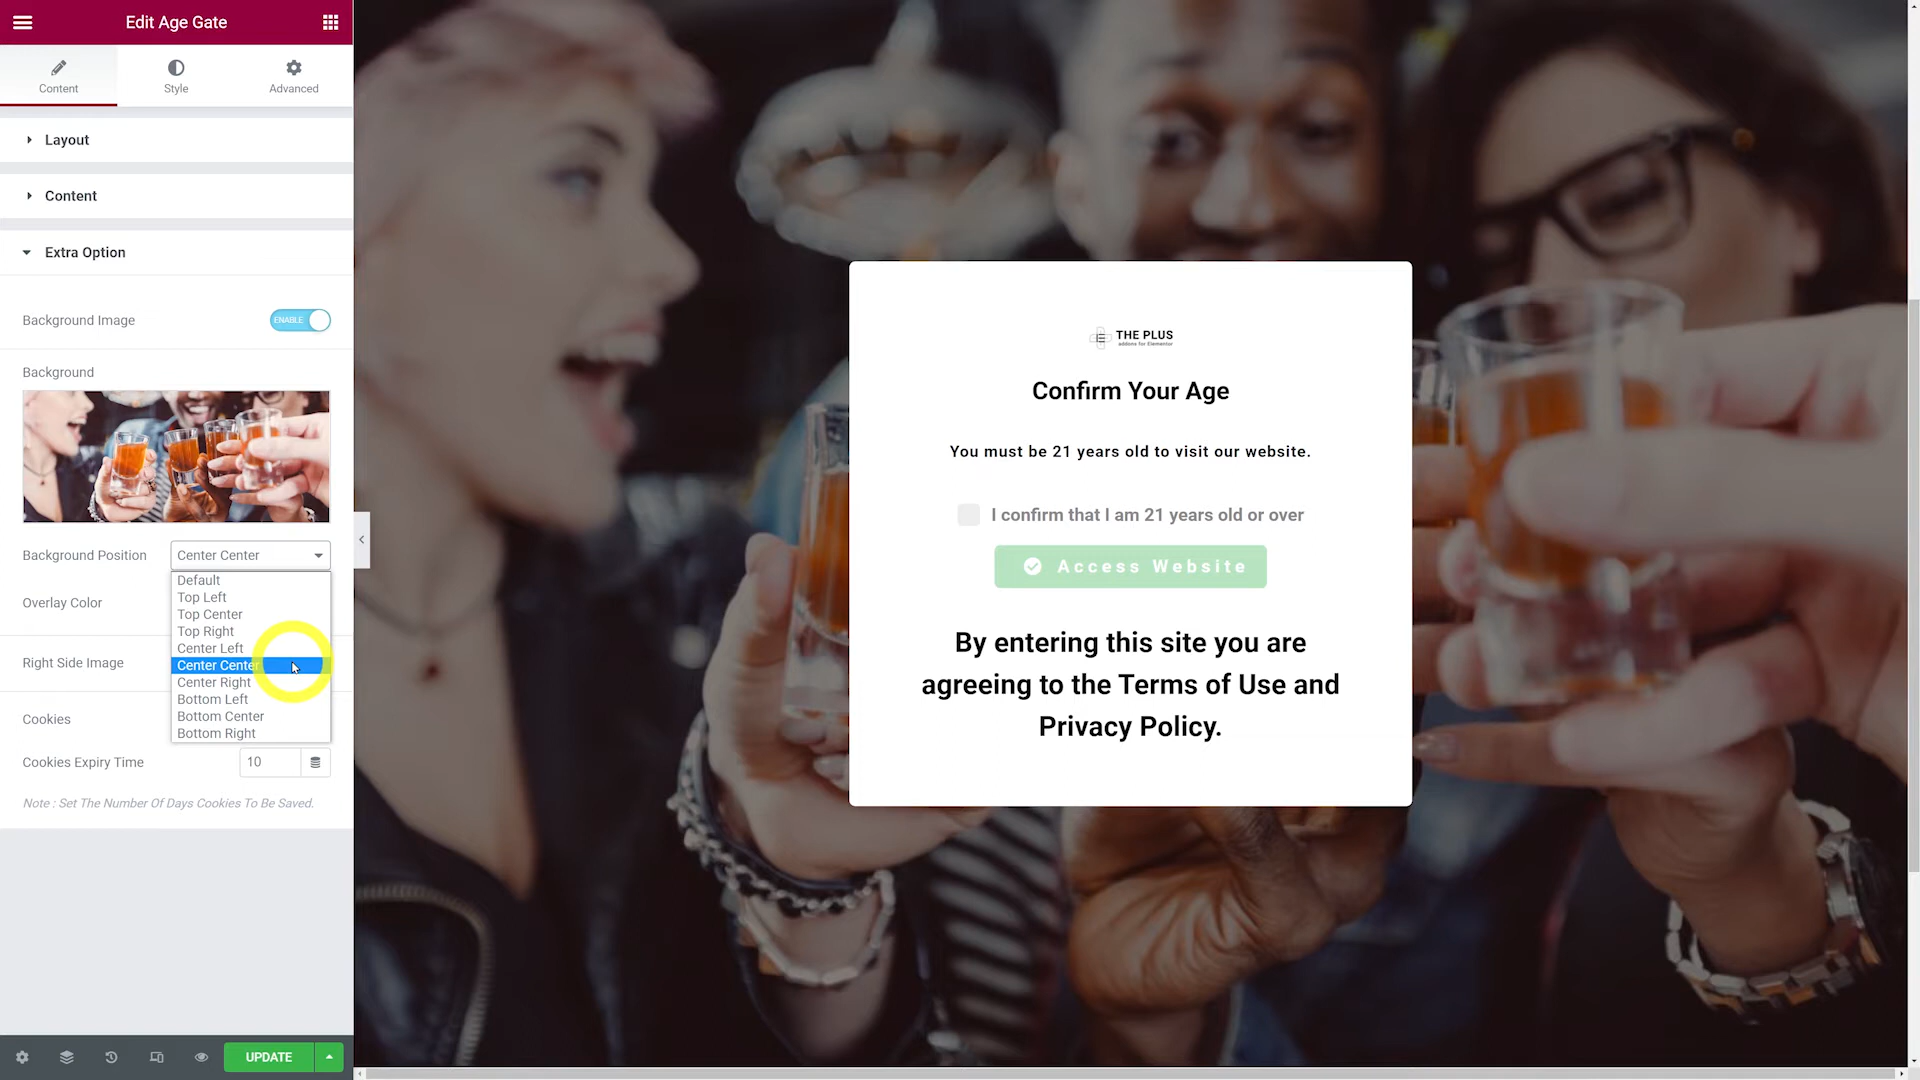 Edit Age Gate
Content
Style
Advanced
Layout
Content
Extra Option
Background Image
ENABLE
Background
Background Position
Center Center
Default
Top Left
Top Center
Top Right
Center Left
Center Center
Center Right
Bottom Left
Bottom Center
Bottom Right
Overlay Color
Right Side Image
Cookies
Cookies Expiry Time
10
Note : Set The Number Of Days Cookies To Be Saved.
UPDATE
THE PLUS
addons for Elementor
Confirm Your Age
You must be 21 years old to visit our website.
I confirm that I am 21 years old or over
Access Website
By entering this site you are
agreeing to the Terms of Use and
Privacy Policy.